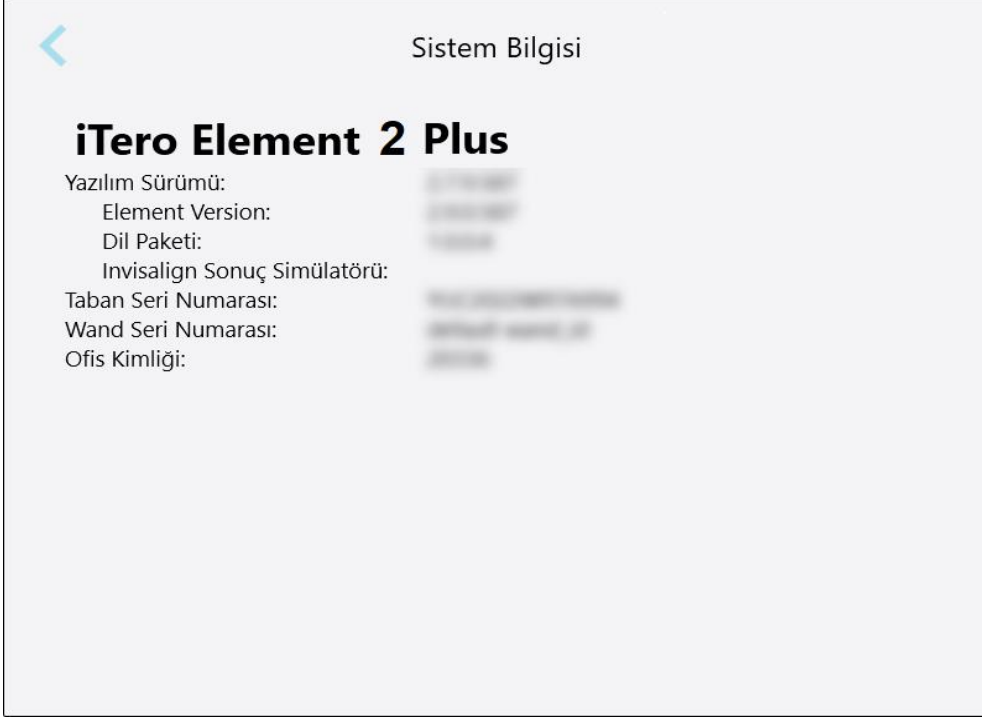 Sistem Bilgisi
iTero Element 2 Plus
Yazılım Sürümü:
Element Version:
Dil Paketi:
Invisalign Sonuç Simülatörü:
Taban Seri Numarası:
Wand Seri Numarası:
Ofis Kimliği: